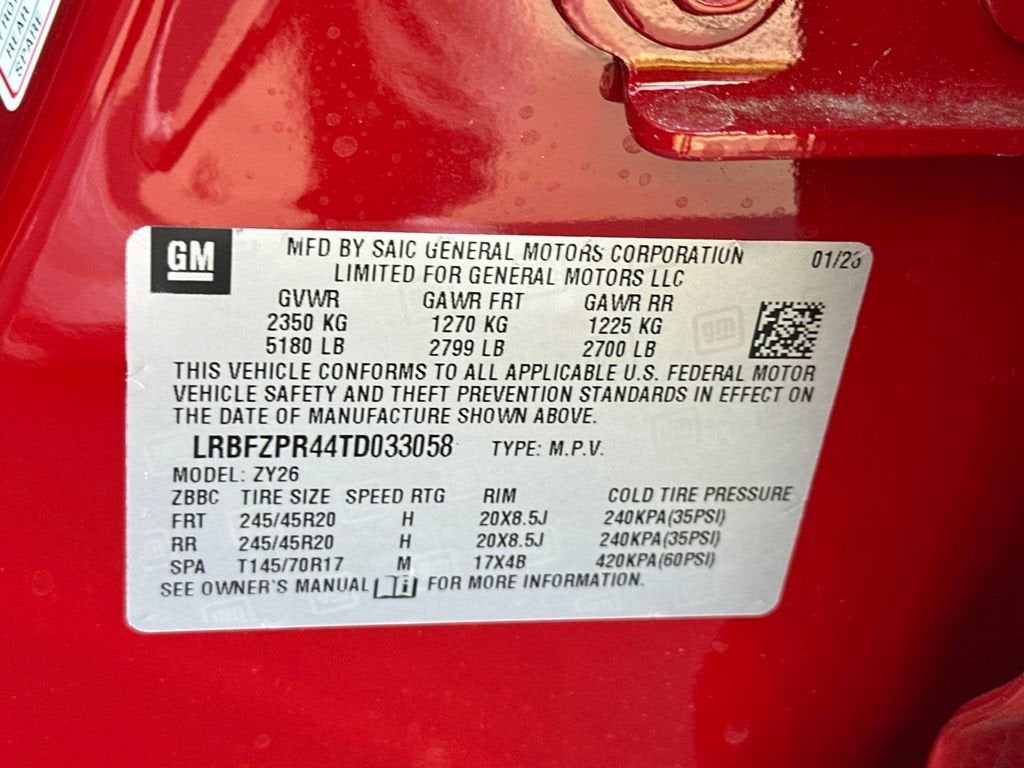 REAR
SPARE
GM
MFD BY SAIC GENERAL MOTORS CORPORATION
LIMITED FOR GENERAL MOTORS LLC
GVWR GAWR FRT GAWR RR
2350 KG 1270 KG 1225 KG
5180 LB 2799 LB 2700 LB
THIS VEHICLE CONFORMS TO ALL APPLICABLE U.S. FEDERAL MOTOR
VEHICLE SAFETY AND THEFT PREVENTION STANDARDS IN EFFECT ON
THE DATE OF MANUFACTURE SHOWN ABOVE.
LRBFZPR44TD033058 TYPE: M.P.V.
MODEL: ZY26
ZBBC TIRE SIZE SPEED RTG RIM COLD TIRE PRESSURE
FRT 245/45R20 H 20X8.5J 240KPA(35PSI)
RR 245/45R20 H 20X8.5J 240KPA(35PSI)
SPA T145/70R17 M 17X4B 420KPA(60PSI)
SEE OWNER'S MANUAL FOR MORE INFORMATION.